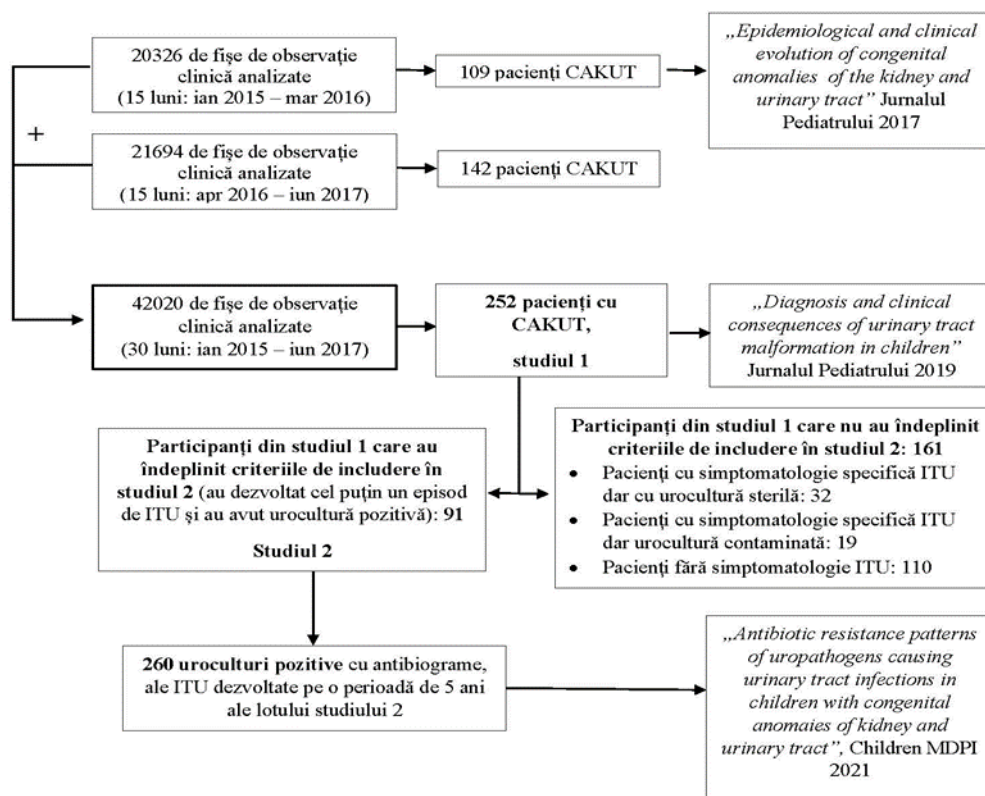 20326 de fișe de observație
clinică analizate
(15 luni: ian 2015 – mar 2016)
109 pacienți CAKUT
„Epidemiological and clinical
evolution of congenital
anomalies of the kidney and
urinary tract” Jurnalul
Pediatrului 2017
+
21694 de fișe de observație
clinică analizate
(15 luni: apr 2016 – iun 2017)
142 pacienți CAKUT
42020 de fișe de observație
clinică analizate
(30 luni: ian 2015 – iun 2017)
252 pacienți cu
CAKUT,
studiul 1
„Diagnosis and clinical
consequences of urinary tract
malformation in children”
Jurnalul Pediatrului 2019
Participanți din studiul 1 care au
îndeplinit criteriile de includere în
studiul 2 (au dezvoltat cel puțin un episod
de ITU și au avut urocultură pozitivă): 91
Studiul 2
Participanți din studiul 1 care nu au îndeplinit
criteriile de includere în studiul 2: 161
• Pacienți cu simptomatologie specifică ITU
dar cu urocultură sterilă: 32
• Pacienți cu simptomatologie specifică ITU
dar urocultură contaminată: 19
• Pacienți fără simptomatologie ITU: 110
260 uroculturi pozitive cu antibiograme,
ale ITU dezvoltate pe o perioadă de 5 ani
ale lotului studiului 2
„Antibiotic resistance patterns
of uropathogens causing
urinary tract infections in
children with congenital
anomaies of kidney and
urinary tract”, Children MDPI
2021